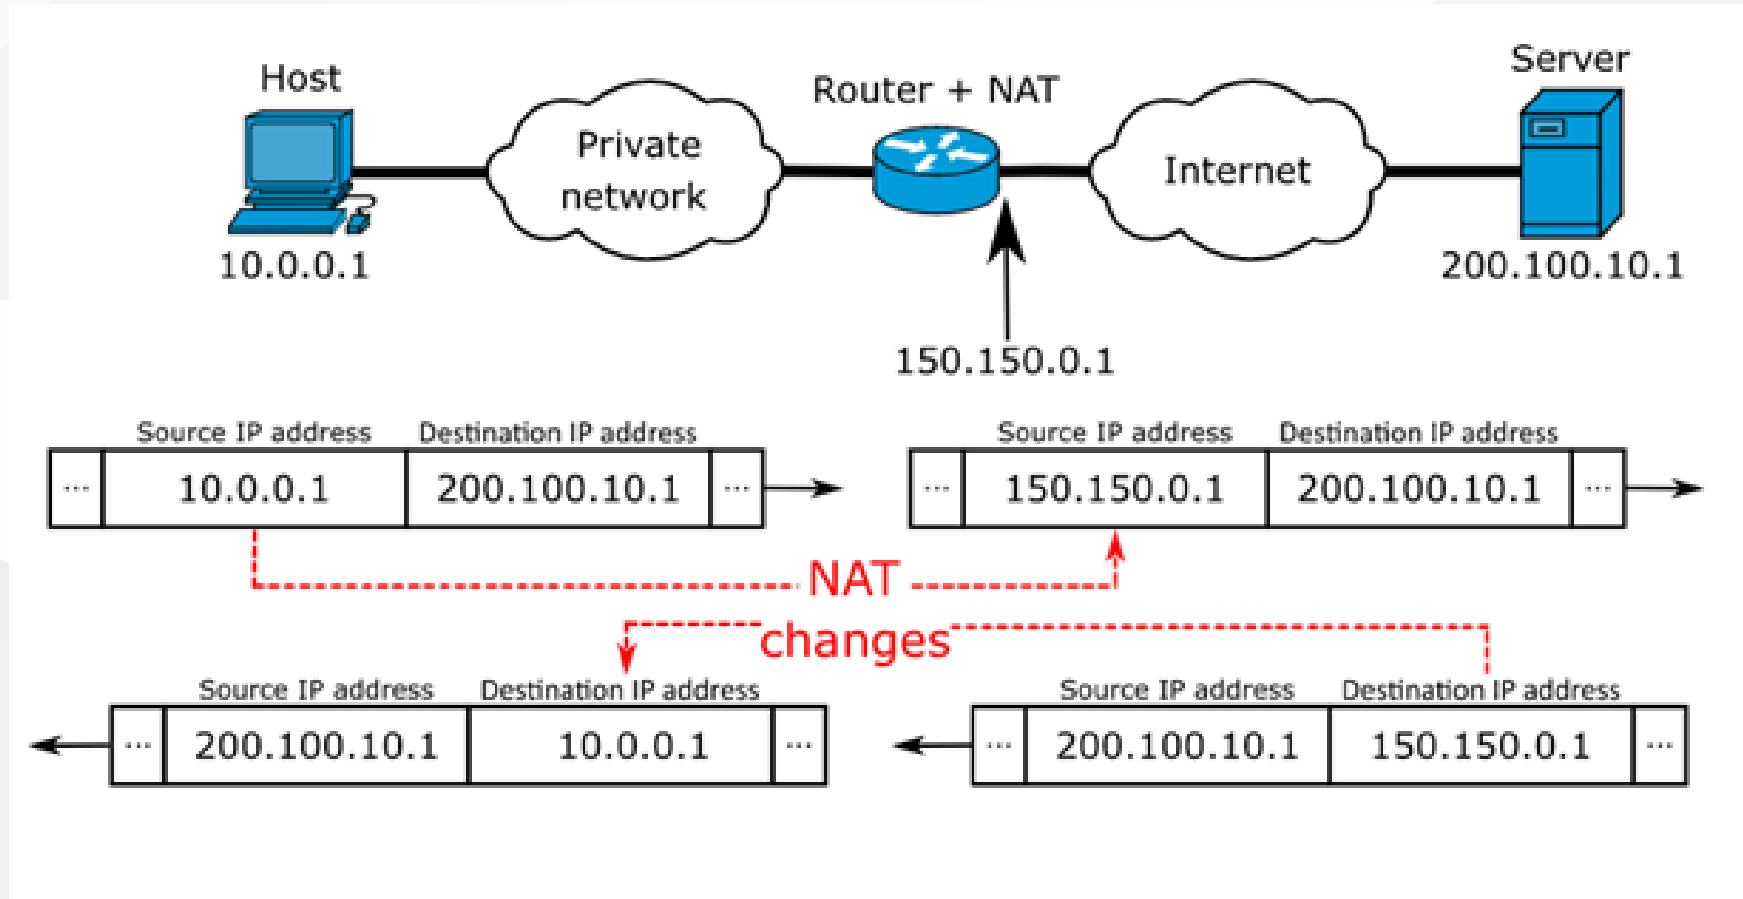 Host
Router + NAT
Server
Private
network
Internet
10.0.0.1
200.100.10.1
150.150.0.1
Source IP address Destination IP address
... 10.0.0.1 200.100.10.1 ...
Source IP address Destination IP address
... 150.150.0.1 200.100.10.1 ...
NAT
changes
Source IP address Destination IP address
... 200.100.10.1 10.0.0.1 ...
Source IP address Destination IP address
... 200.100.10.1 150.150.0.1 ...